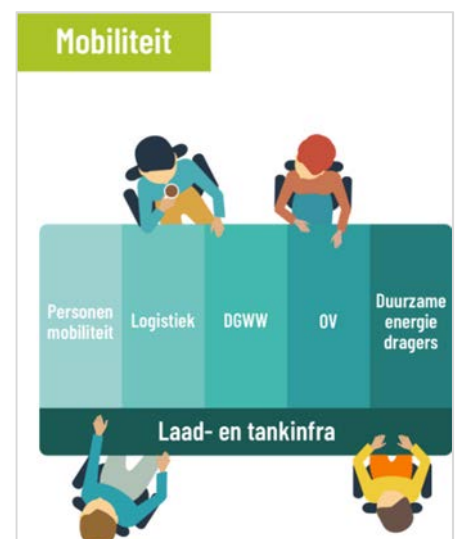 Mobiliteit
Personen
mobiliteit
Logistiek
DGWW
OV
Duurzame
energie
dragers
Laad- en tankinfra